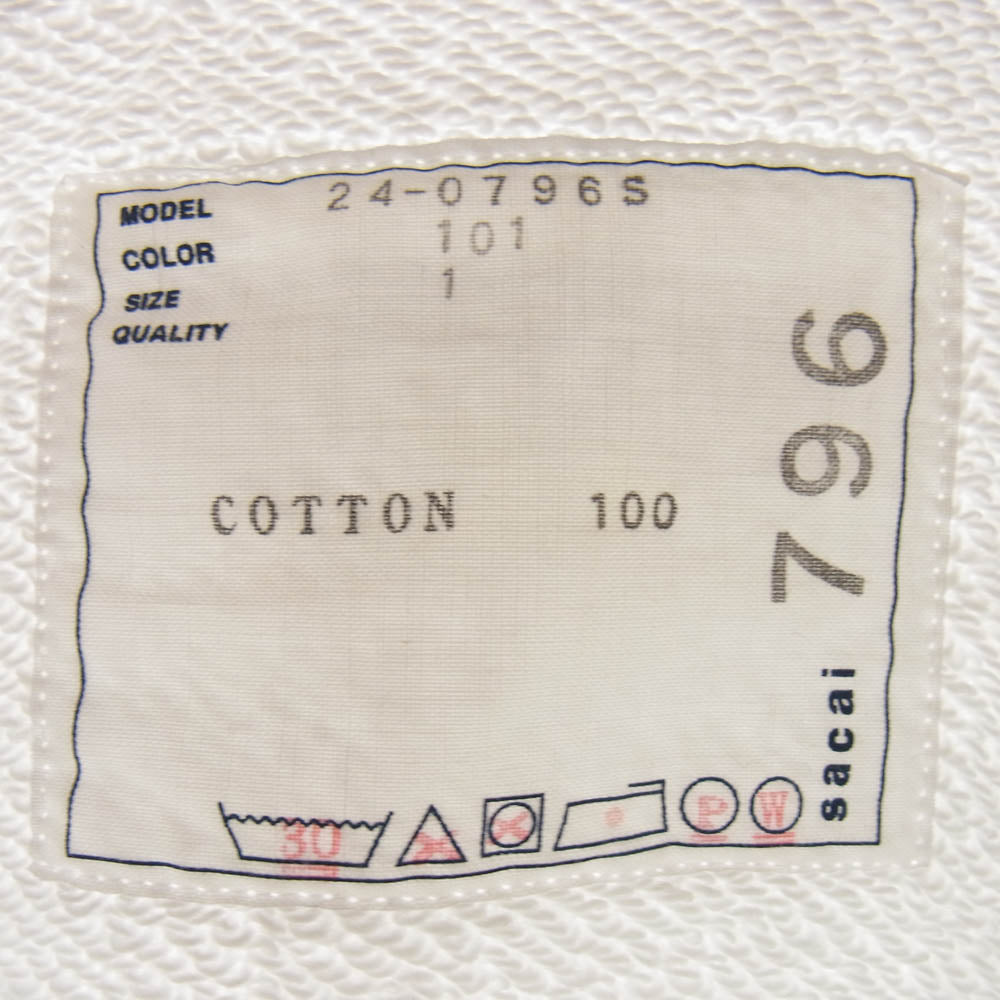 MODEL 24-0796S
COLOR 101
SIZE 1
QUALITY
COTTON 100
796
sacai
30
P
W